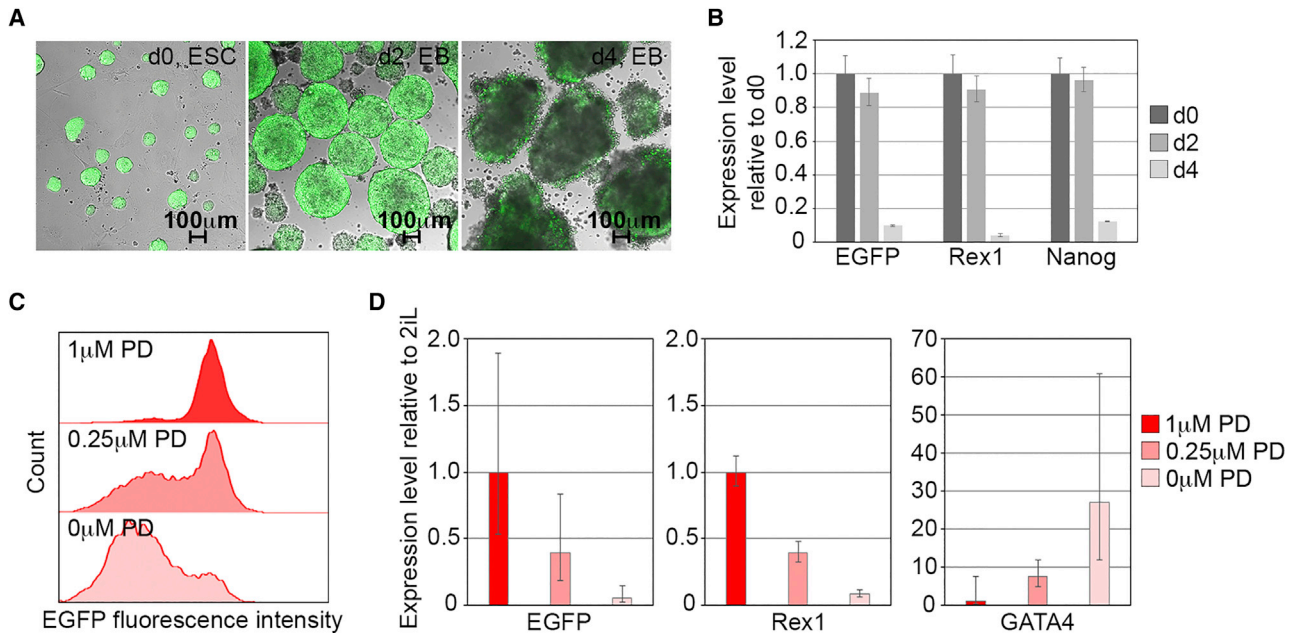 A
d0, ESC
d2, EB
d4, EB
100μm
100μm
100μm
B
Expression level
relative to d0
1.2
1.0
0.8
0.6
0.4
0.2
0
EGFP
Rex1
Nanog
d0
d2
d4
C
Count
1μM PD
0.25μM PD
0μM PD
EGFP fluorescence intensity
D
Expression level relative to 2iL
2.0
1.5
1.0
0.5
0
EGFP
2.0
1.5
1.0
0.5
0
Rex1
70
60
50
40
30
20
10
0
GATA4
1μM PD
0.25μM PD
0μM PD